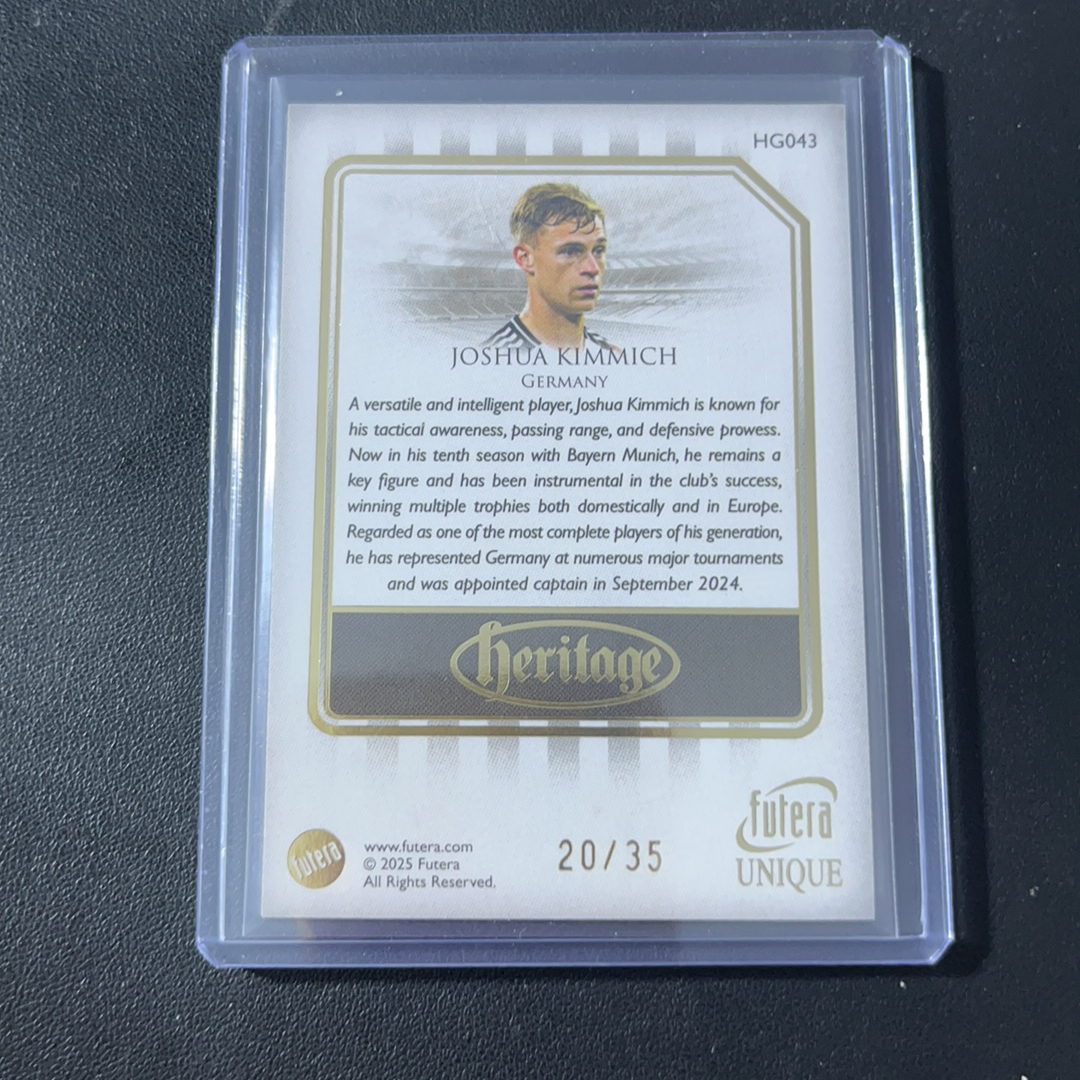 HG043
JOSHUA KIMMICH
GERMANY
A versatile and intelligent player, Joshua Kimmich is known for
his tactical awareness, passing range, and defensive prowess.
Now in his tenth season with Bayern Munich, he remains a
key figure and has been instrumental in the club's success,
winning multiple trophies both domestically and in Europe.
Regarded as one of the most complete players of his generation,
he has represented Germany at numerous major tournaments
and was appointed captain in September 2024.
heritage
futera
UNIQUE
futera
www.futera.com
© 2025 Futera
All Rights Reserved.
20/35